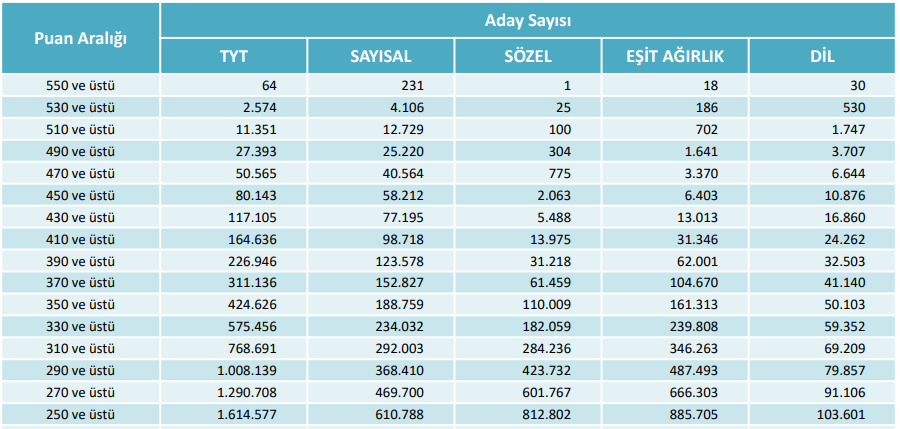 Puan Aralığı Aday Sayısı
TYT SAYISAL SÖZEL EŞİT AĞIRLIK DİL
550 ve üstü 64 231 1 18 30
530 ve üstü 2.574 4.106 25 186 530
510 ve üstü 11.351 12.729 100 702 1.747
490 ve üstü 27.393 25.220 304 1.641 3.707
470 ve üstü 50.565 40.564 775 3.370 6.644
450 ve üstü 80.143 58.212 2.063 6.403 10.876
430 ve üstü 117.105 77.195 5.488 13.013 16.860
410 ve üstü 164.636 98.718 13.975 31.346 24.262
390 ve üstü 226.946 123.578 31.218 62.001 32.503
370 ve üstü 311.136 152.827 61.459 104.670 41.140
350 ve üstü 424.626 188.759 110.009 161.313 50.103
330 ve üstü 575.456 234.032 182.059 239.808 59.352
310 ve üstü 768.691 292.003 284.236 346.263 69.209
290 ve üstü 1.008.139 368.410 423.732 487.493 79.857
270 ve üstü 1.290.708 469.700 601.767 666.303 91.106
250 ve üstü 1.614.577 610.788 812.802 885.705 103.601